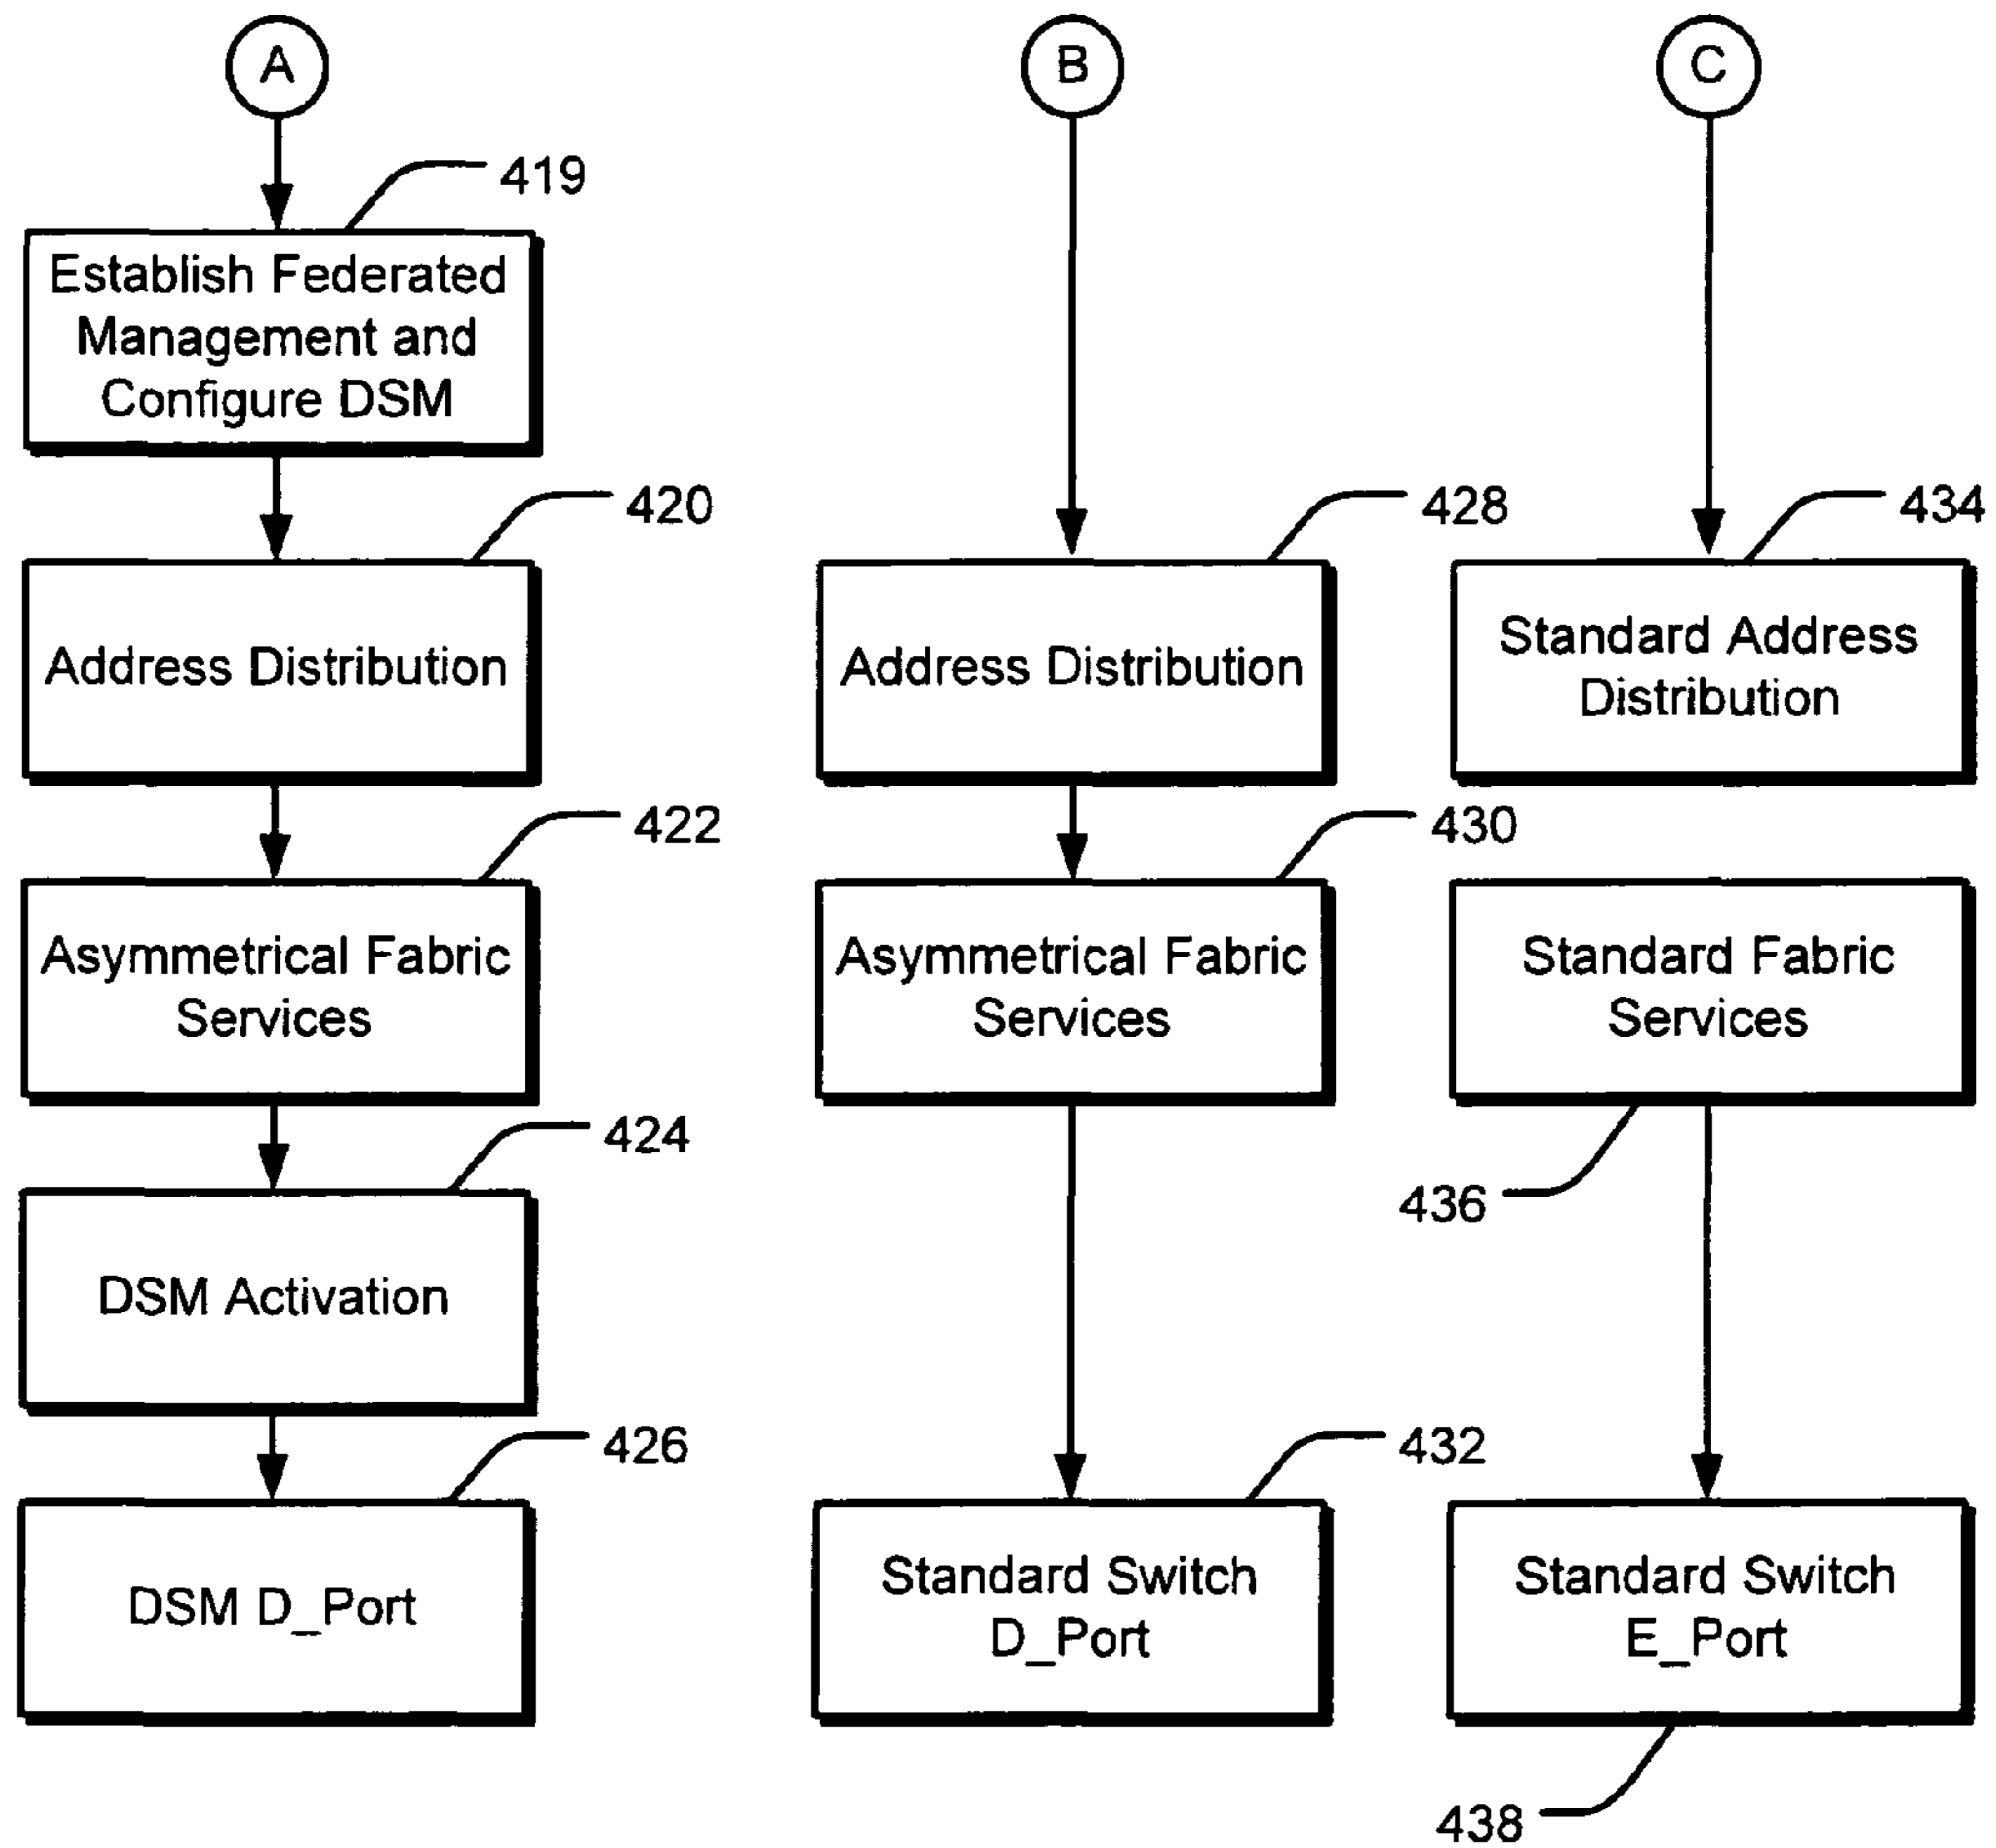 A
B
C
419
Establish Federated
Management and
Configure DSM
420
428
434
Address Distribution
Address Distribution
Standard Address
Distribution
422
430
Asymmetrical Fabric
Services
Asymmetrical Fabric
Services
Standard Fabric
Services
424
436
DSM Activation
426
432
DSM D_Port
Standard Switch
D_Port
Standard Switch
E_Port
438